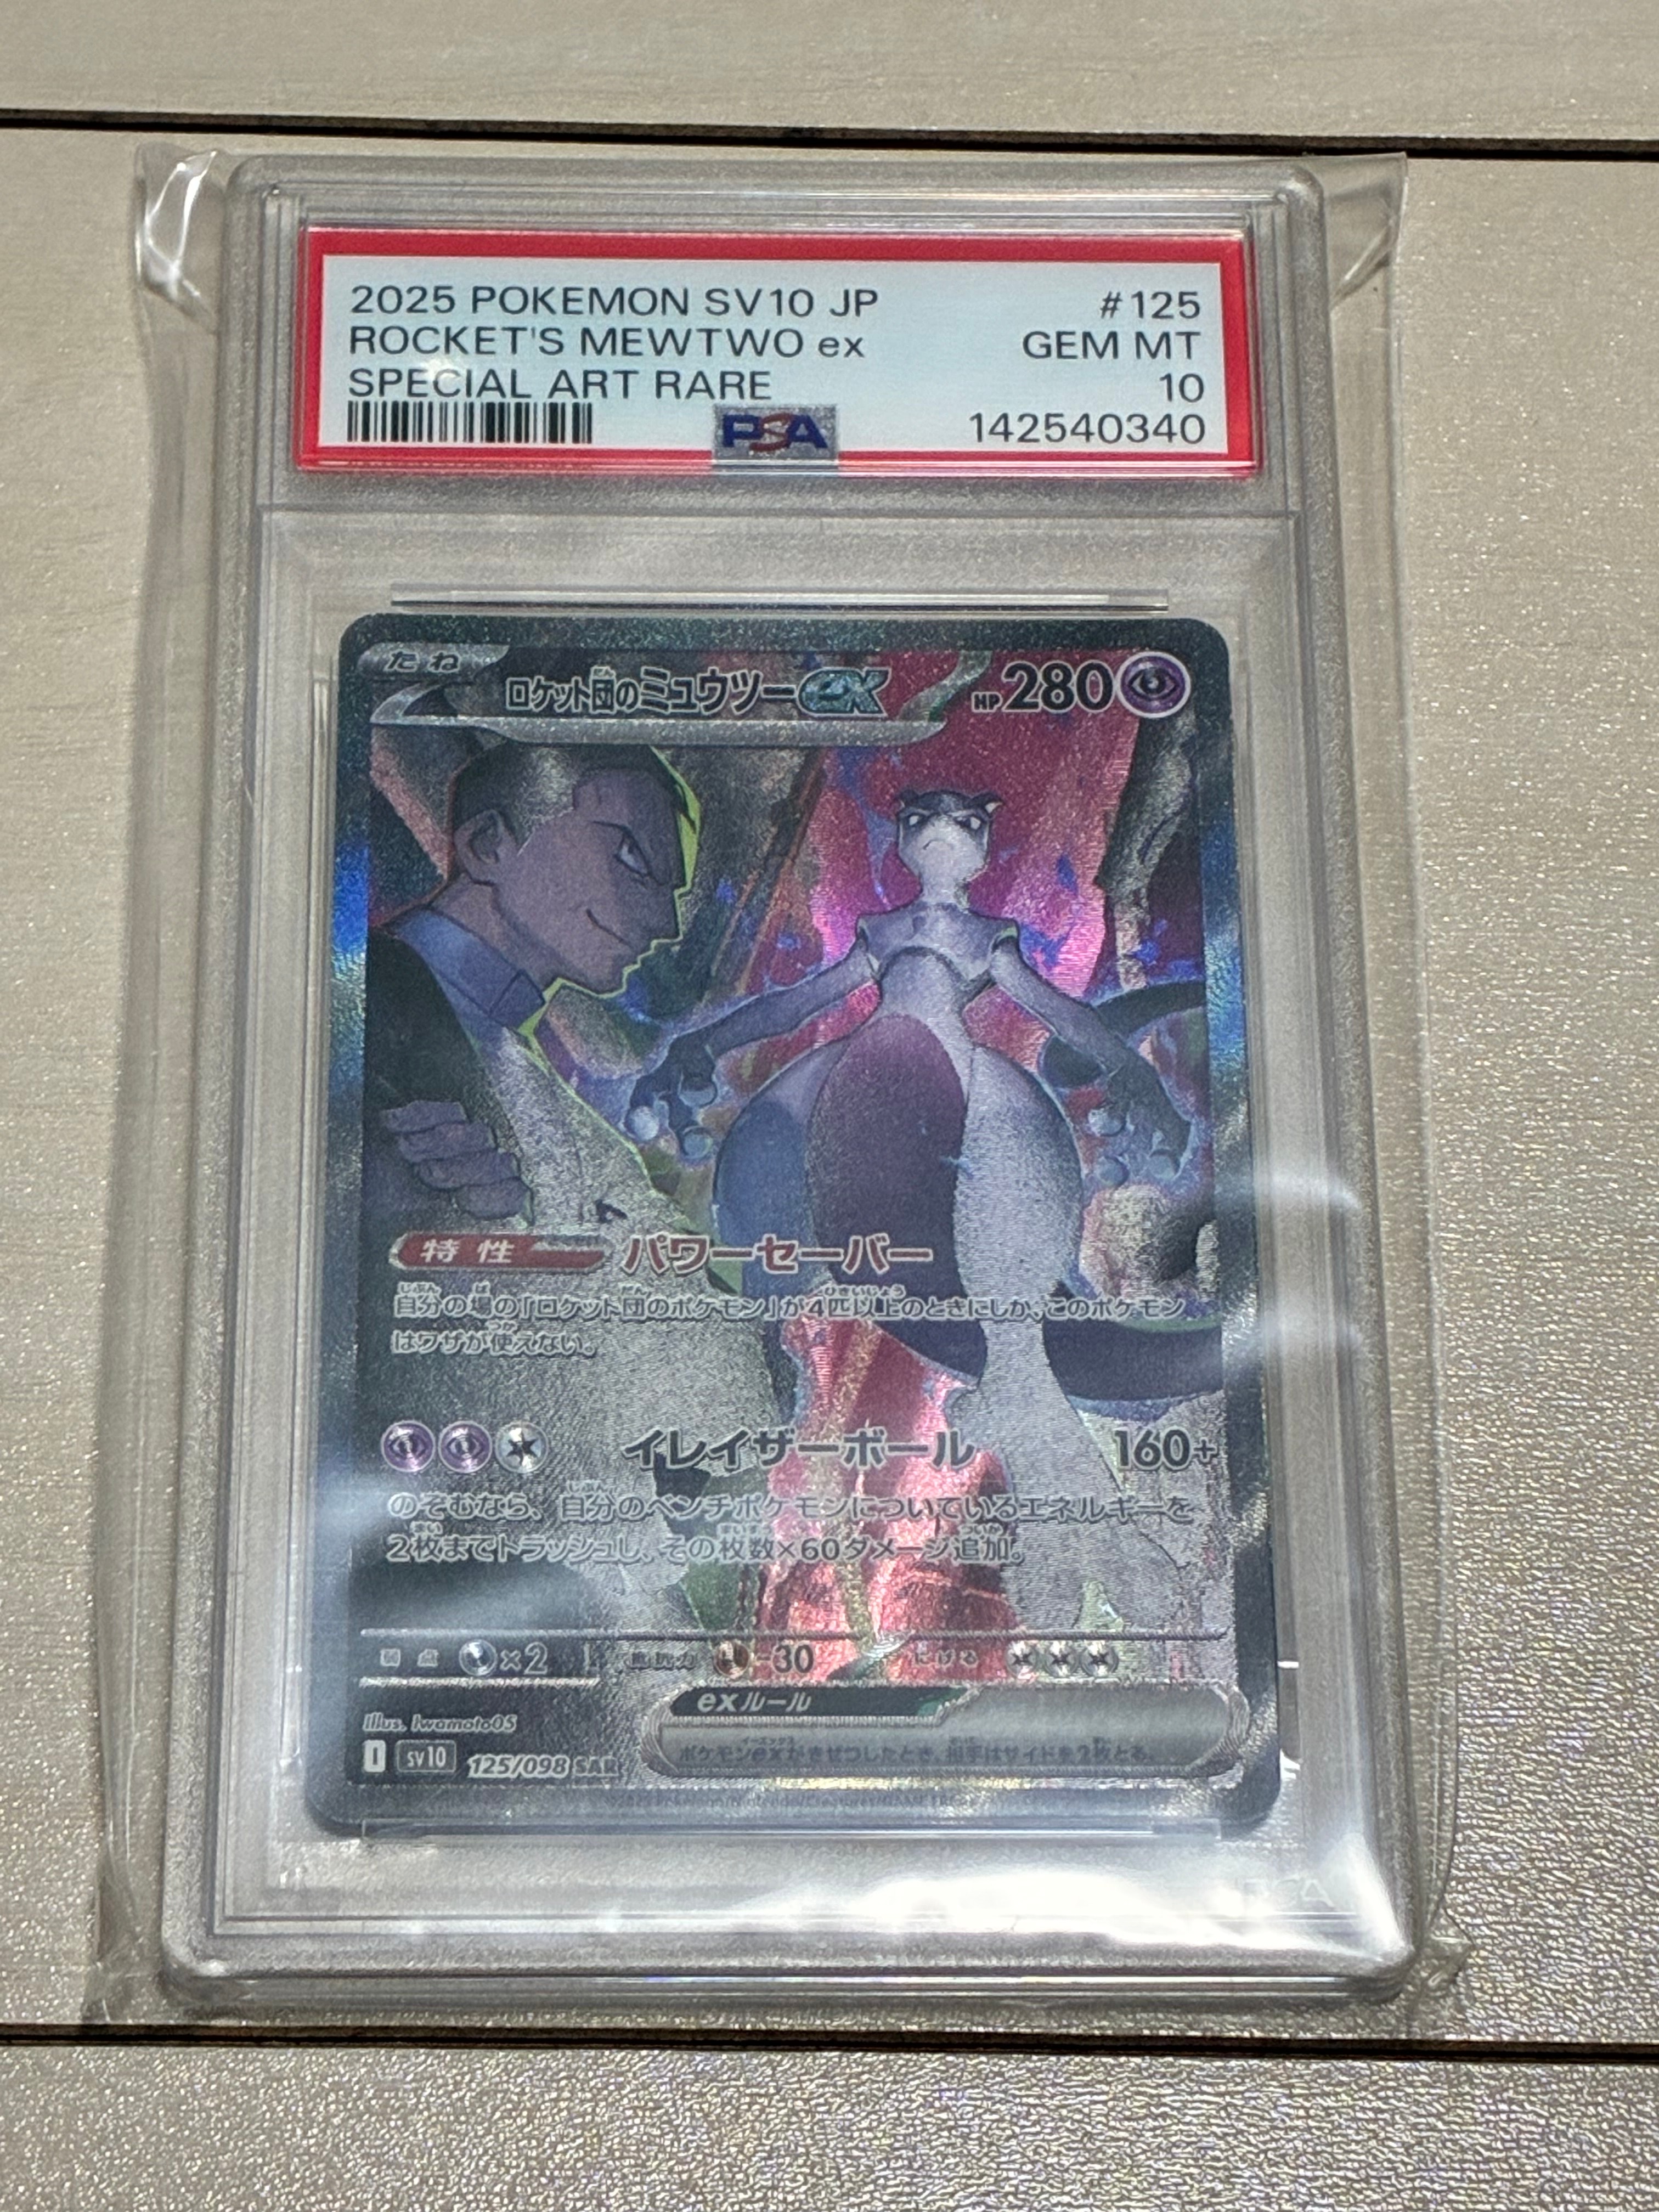 2025 POKEMON SV10 JP #125
ROCKET'S MEWTWO ex GEM MT
SPECIAL ART RARE 10
PSA 142540340
たね
ロケット団のミュウツーex HP280
特性 パワーセーバー
自分の場の「ロケット団のポケモン」が4匹以上のときにしか、このポケモン
はワザが使えない。
イレイザーボール 160+
のぞむなら、自分のベンチポケモンについているエネルギーを
2枚までトラッシュし、その枚数×60ダメージ追加。
弱点 ×2 抵抗力 -30 にげる
exルール
ポケモンexがきぜつしたとき、相手はサイドを2枚とる。
Illus. Iwamoto05
I SV10 125/098 SAR